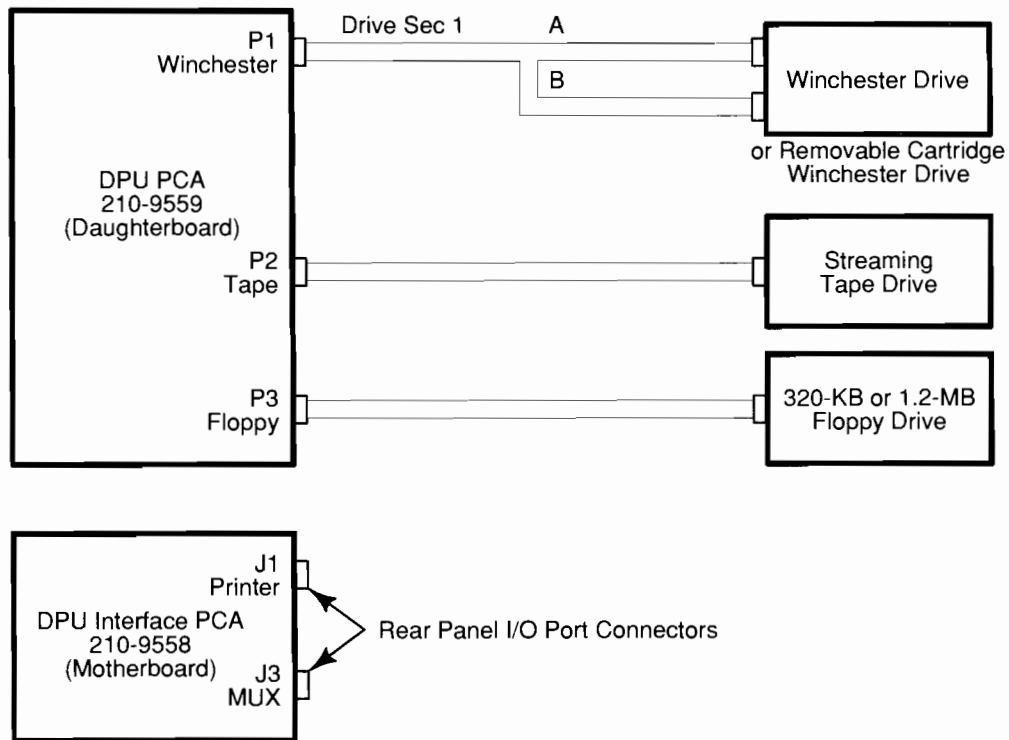 Drive Sec 1
A
P1
Winchester
B
Winchester Drive
or Removable Cartridge
Winchester Drive
DPU PCA
210-9559
(Daughterboard)
P2
Tape
Streaming
Tape Drive
P3
Floppy
320-KB or 1.2-MB
Floppy Drive
J1
Printer
DPU Interface PCA
210-9558
(Motherboard)
Rear Panel I/O Port Connectors
J3
MUX